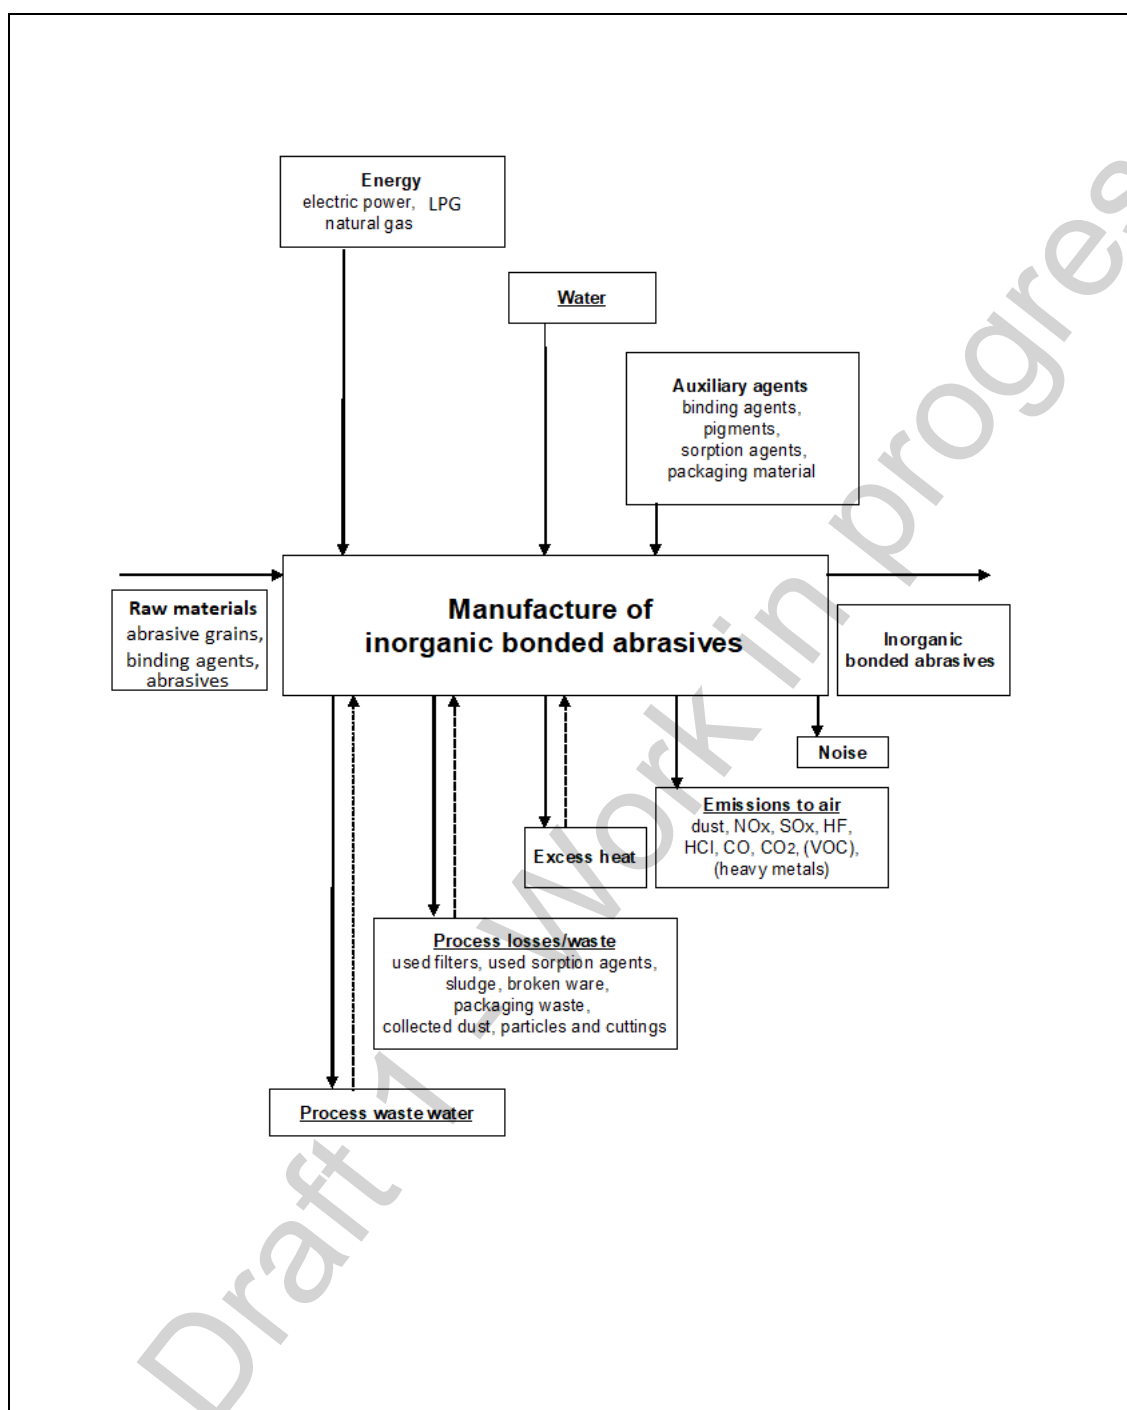 Energy
electric power, LPG
natural gas
Water
Auxiliary agents
binding agents,
pigments,
sorption agents,
packaging material
Raw materials
abrasive grains,
binding agents,
abrasives
Manufacture of
inorganic bonded abrasives
Inorganic
bonded abrasives
Noise
Emissions to air
dust, NOx, SOx, HF,
HCl, CO, CO2, (VOC),
(heavy metals)
Excess heat
Process losses/waste
used filters, used sorption agents,
sludge, broken ware,
packaging waste,
collected dust, particles and cuttings
Process waste water
Draft 1 - Work in progres